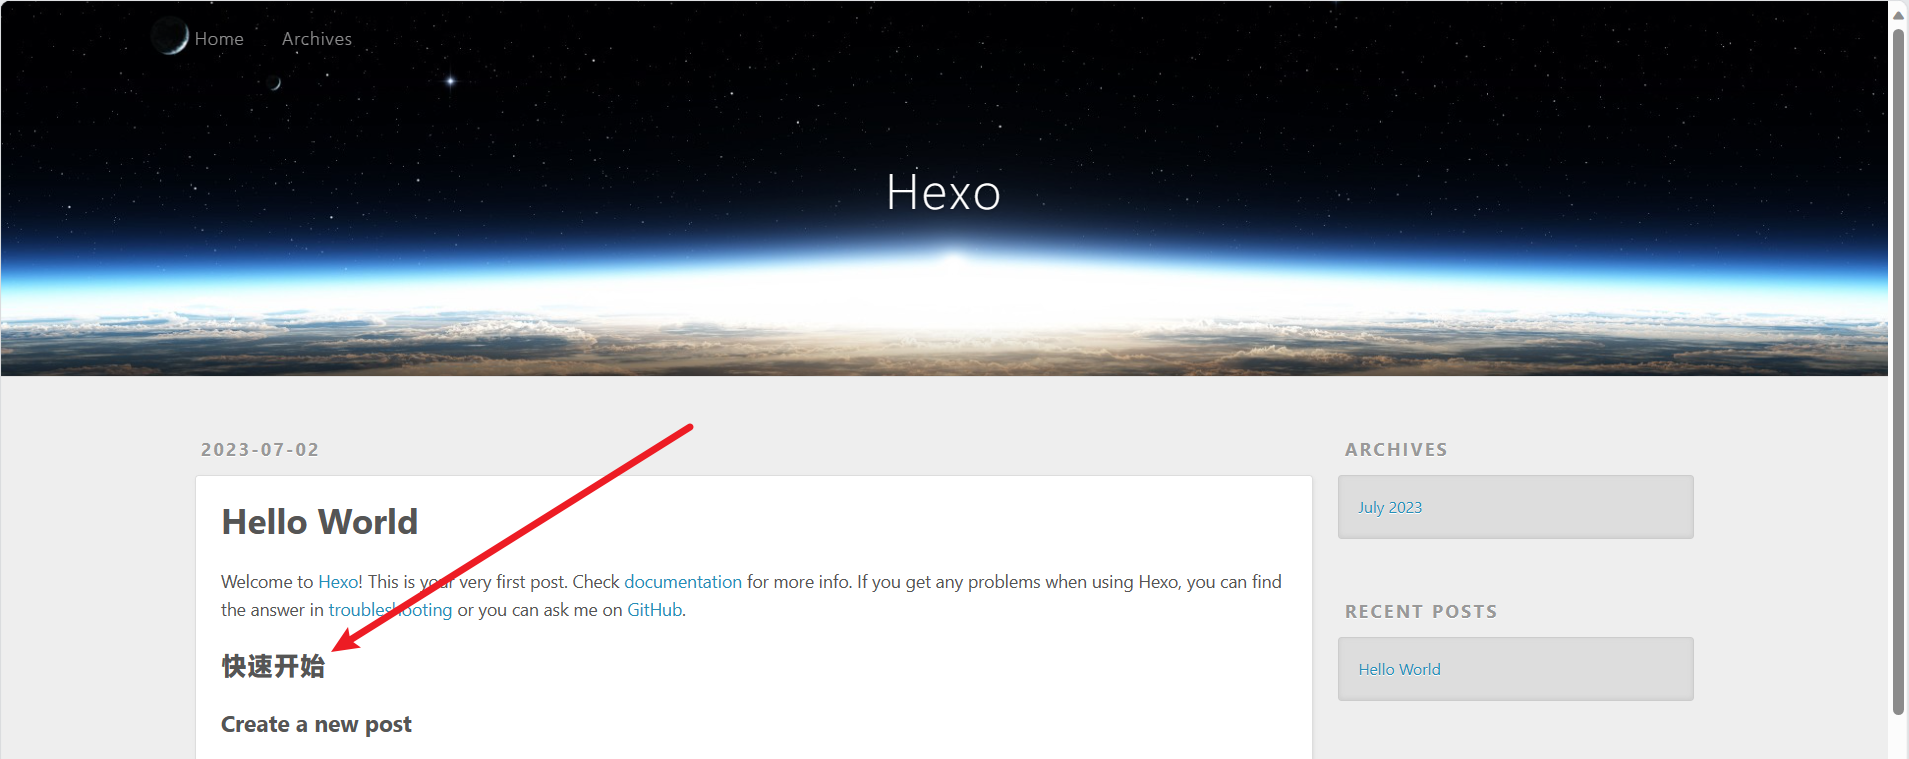 Home
Archives
Hexo
2023-07-02
Hello World
Welcome to Hexo! This is your very first post. Check documentation for more info. If you get any problems when using Hexo, you can find
the answer in troubleshooting or you can ask me on GitHub.
快速开始
Create a new post
ARCHIVES
July 2023
RECENT POSTS
Hello World